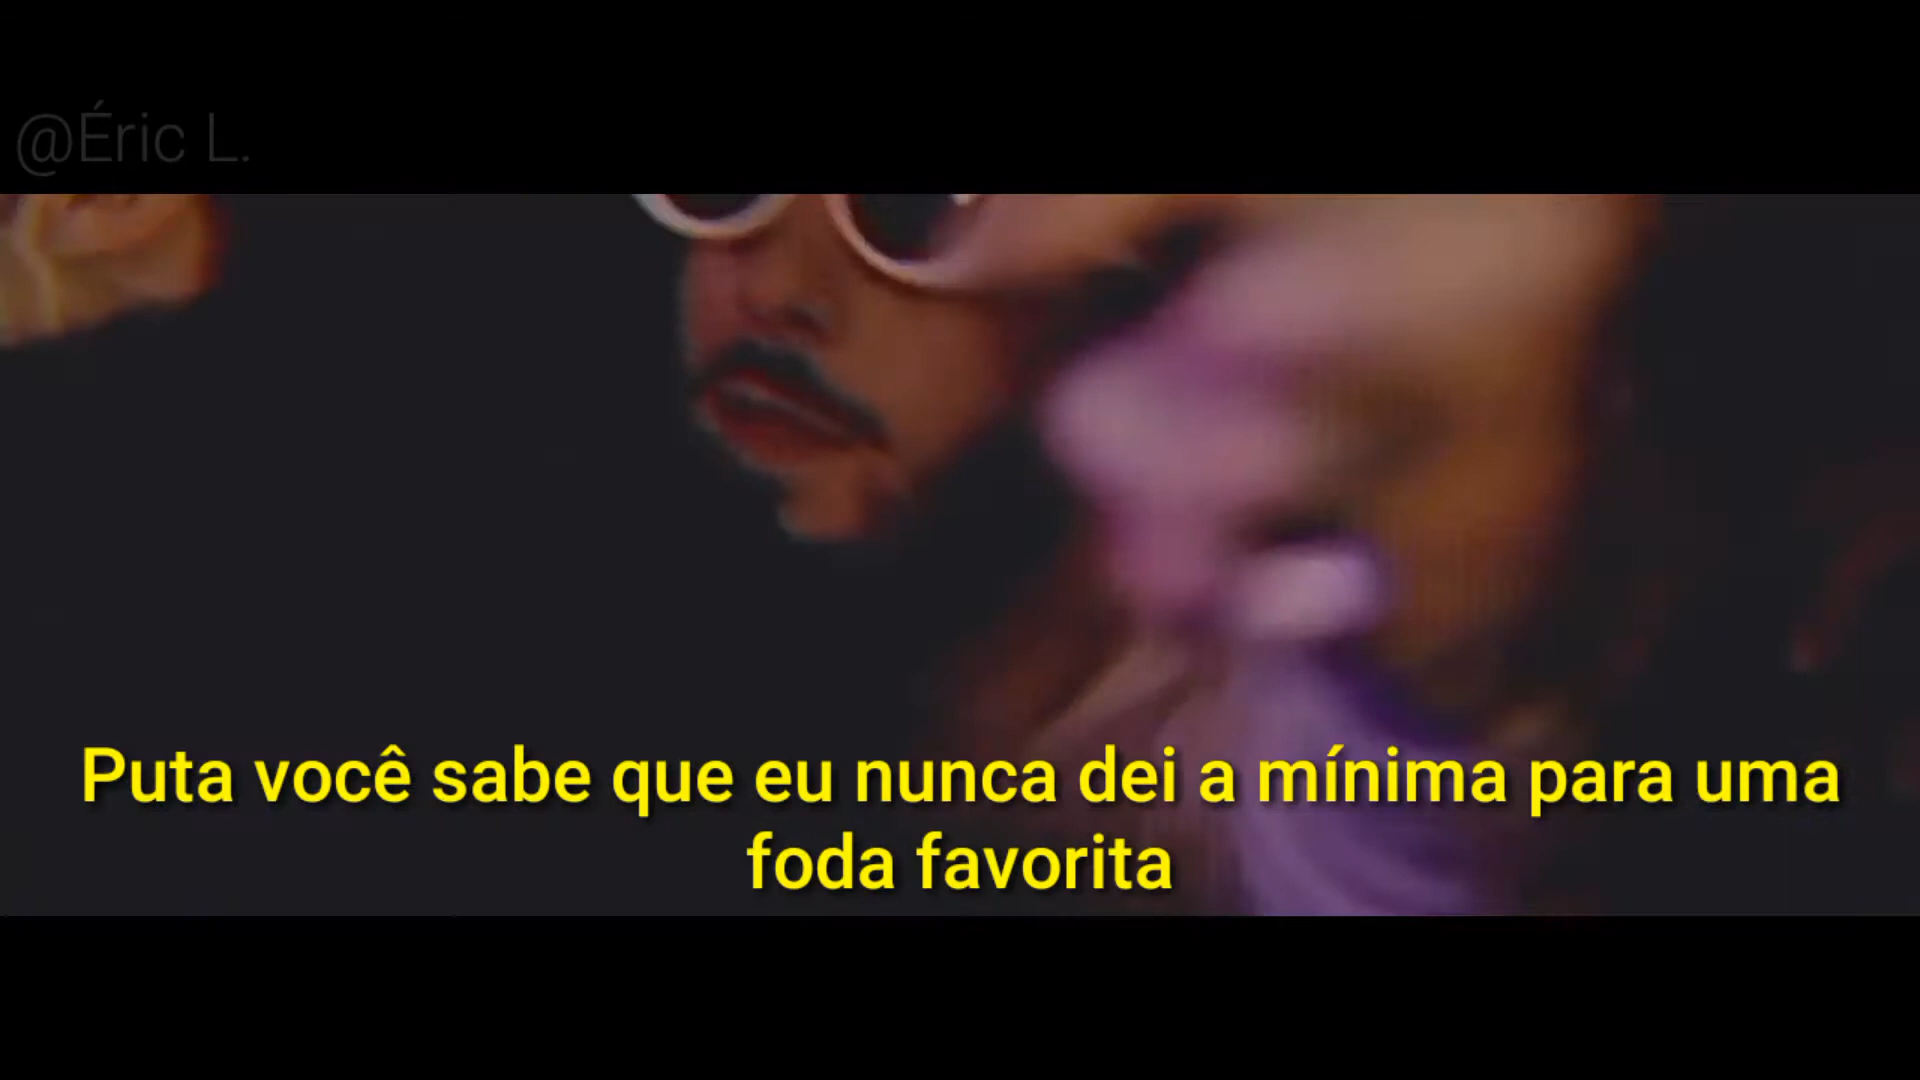 @Éric L.
Puta você sabe que eu nunca dei a mínima para uma
foda favorita